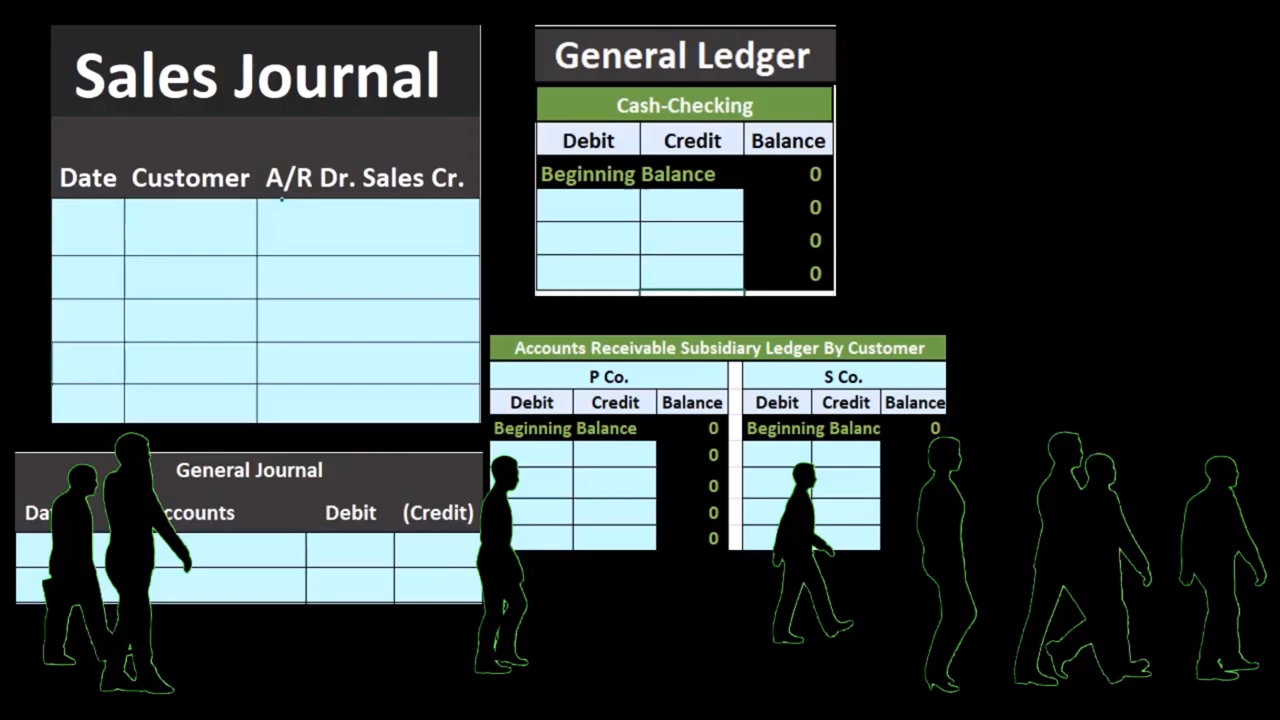 Sales Journal
Date Customer A/R Dr. Sales Cr.
General Ledger
Cash-Checking
Debit Credit Balance
Beginning Balance 0
0
0
0
Accounts Receivable Subsidiary Ledger By Customer
P Co. S Co.
Debit Credit Balance Debit Credit Balance
Beginning Balance 0 Beginning Balanc 0
0
0
0
0
General Journal
Debit (Credit)